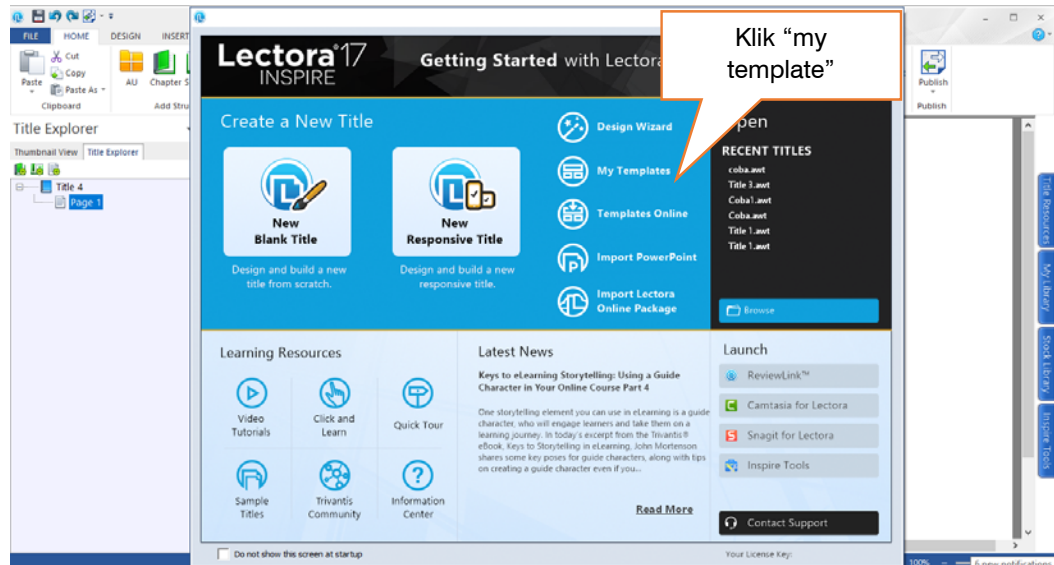 FILE HOME DESIGN INSERT
Paste
Cut
Copy
Paste As
Clipboard
AU Chapter S
Add Stru
Publish
Publish
Title Explorer
Thumbnail View Title Explorer
Title 4
Page 1
Lectora® 17
INSPIRE
Getting Started with Lectora
Klik “my
template”
Create a New Title
New
Blank Title
Design and build a new
title from scratch.
New
Responsive Title
Design and build a new
responsive title.
Design Wizard
My Templates
Templates Online
Import PowerPoint
Import Lectora
Online Package
pen
RECENT TITLES
coba.awt
Title 3.awt
Coba1.awt
Coba.awt
Title 1.awt
Title 1.awt
Browse
Learning Resources
Video
Tutorials
Click and
Learn
Quick Tour
Sample
Titles
Trivantis
Community
Information
Center
Latest News
Keys to eLearning Storytelling: Using a Guide
Character in Your Online Course Part 4
One storytelling element you can use in eLearning is a guide
character, who will engage learners and take them on a
learning journey. In today's excerpt from the Trivantis®
eBook, Keys to Storytelling in eLearning, John Mortenson
shares some key poses for guide characters, along with tips
on creating a guide character even if you...
Read More
Launch
ReviewLink™
Camtasia for Lectora
Snagit for Lectora
Inspire Tools
Contact Support
Do not show this screen at startup
Your License Key:
Title Resources
My Library
Stock Library
Inspire Tools
100%
6 new notifications